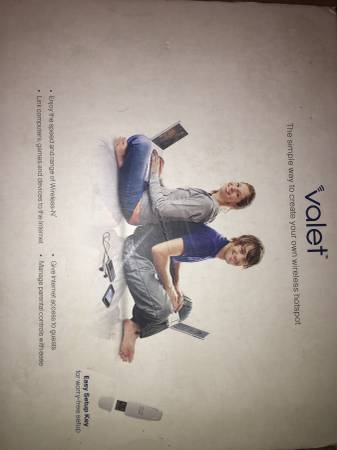 valet™
The simple way to create your own wireless hotspot
• Enjoy the speed and range of Wireless-N*
• Link computers, games and devices to the Internet
• Give Internet access to guests
• Manage parental controls with ease
Easy Setup Key
for worry-free setup